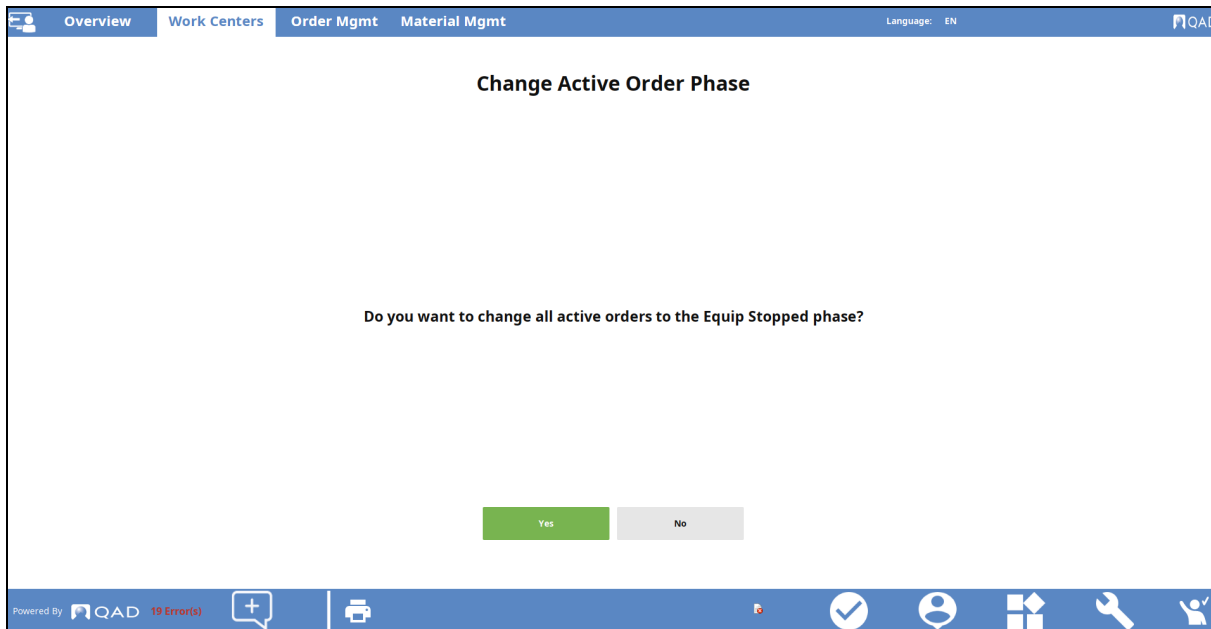 Overview Work Centers Order Mgmt Material Mgmt Language: EN QAD
Change Active Order Phase
Do you want to change all active orders to the Equip Stopped phase?
Yes No
Powered By QAD 19 Error(s)